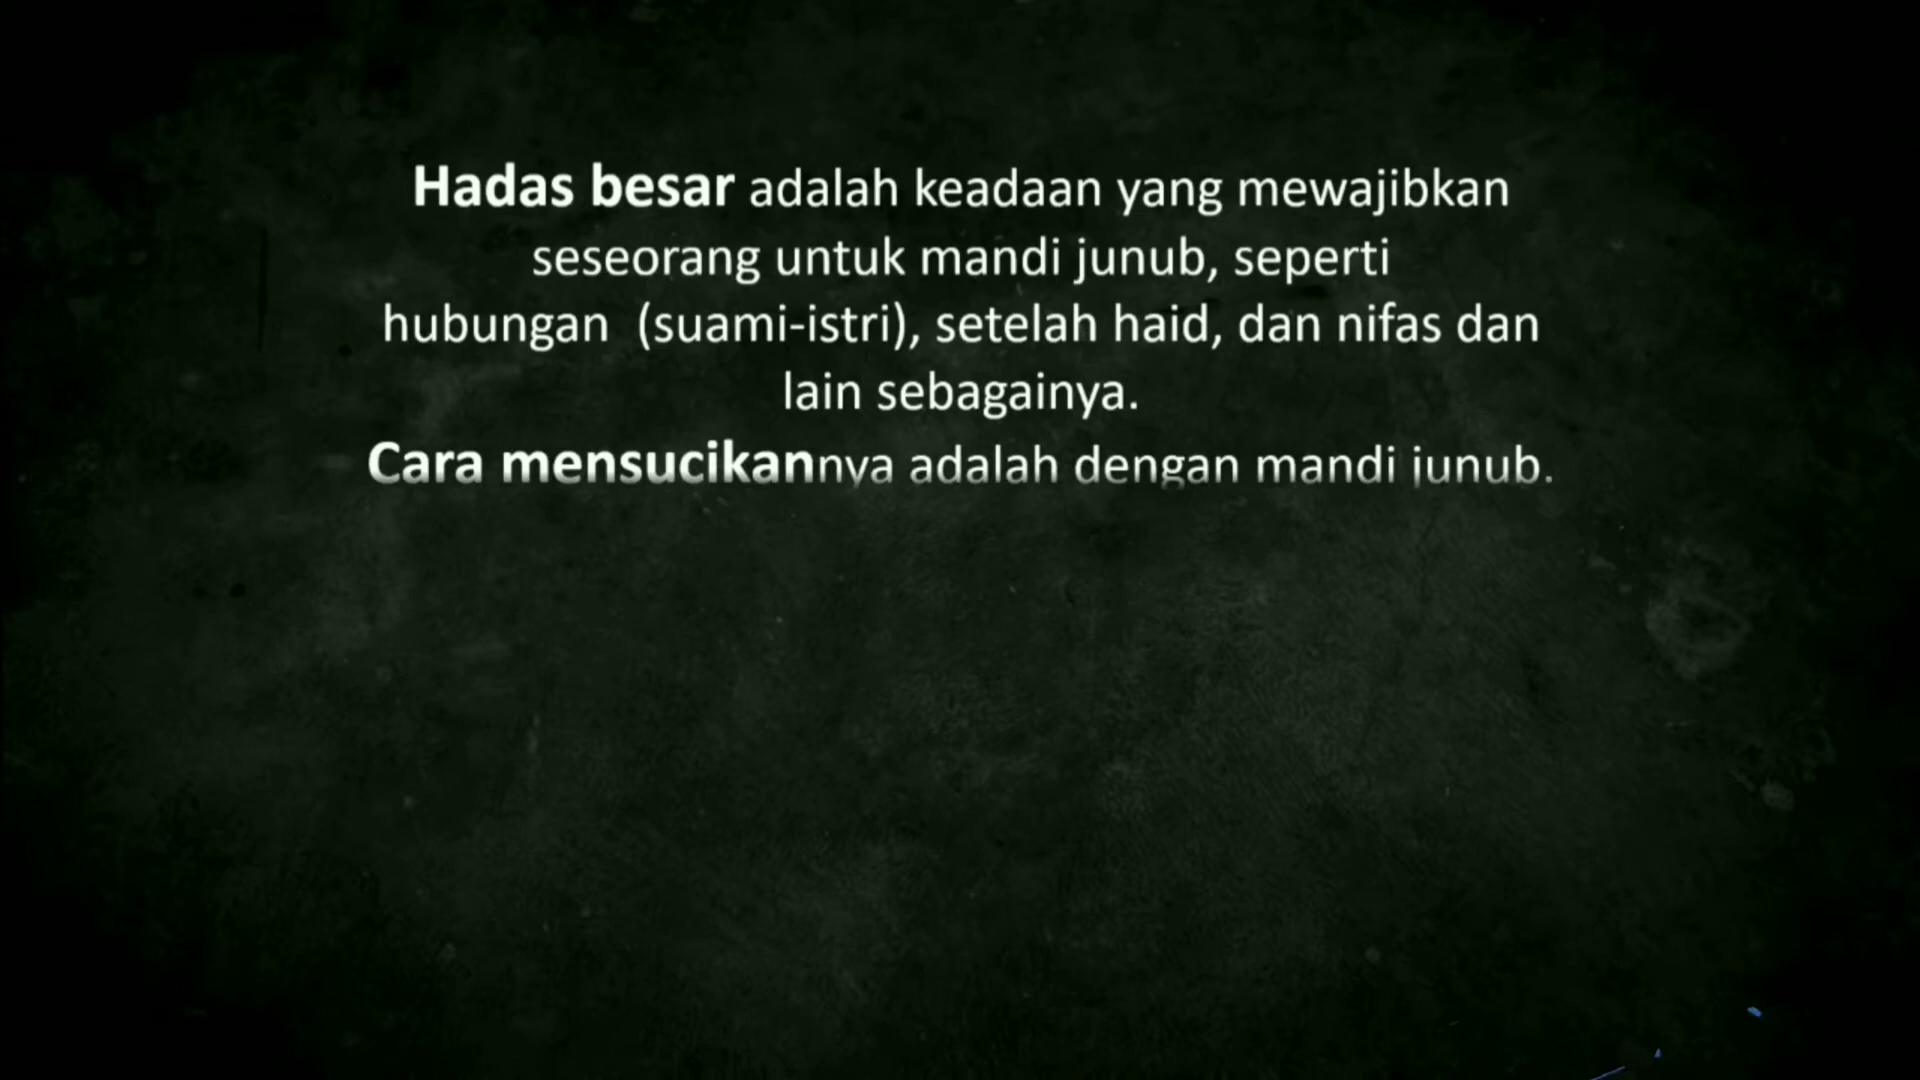 Hadas besar adalah keadaan yang mewajibkan
seseorang untuk mandi junub, seperti
hubungan  (suami-istri), setelah haid, dan nifas dan
lain sebagainya.
Cara mensucikannya adalah dengan mandi junub.